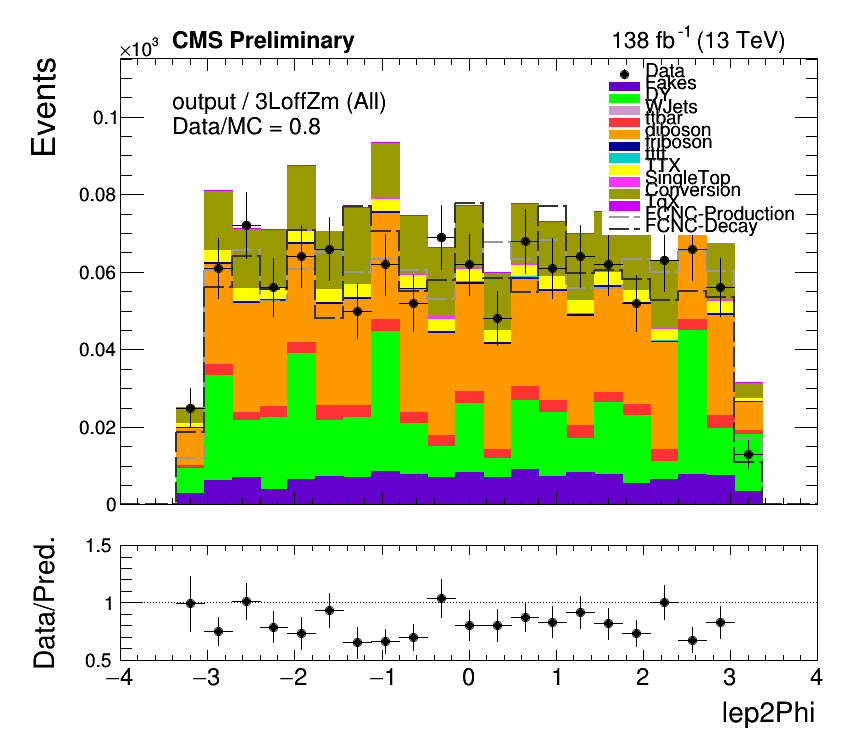 ×10³ CMS Preliminary 138 fb⁻¹ (13 TeV)
Events
output / 3LoffZm (All)
Data/MC = 0.8
Data
Fakes
DY
WJets
ttbar
diboson
triboson
tttt
TTX
SingleTop
Conversion
TqX
FCNC-Production
FCNC-Decay
0.1
0.08
0.06
0.04
0.02
0
Data/Pred.
1.5
1
0.5
−4 −3 −2 −1 0 1 2 3 4
lep2Phi